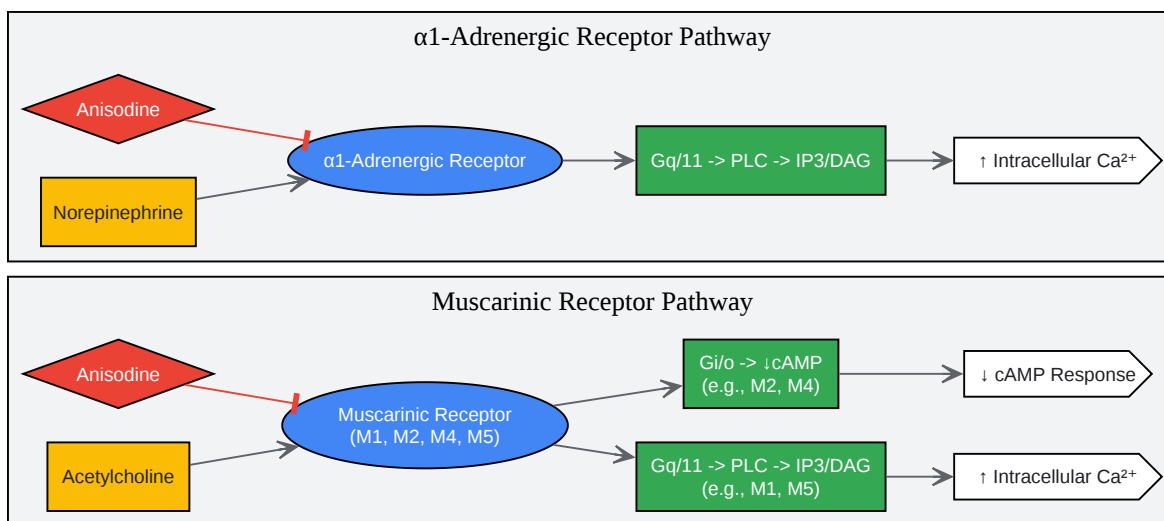 α1-Adrenergic Receptor Pathway
Anisodine
α1-Adrenergic Receptor
Gq/11 -> PLC -> IP3/DAG
↑ Intracellular Ca²⁺
Norepinephrine
Muscarinic Receptor Pathway
Anisodine
Gi/o -> ↓cAMP
(e.g., M2, M4)
↓ cAMP Response
Muscarinic Receptor
(M1, M2, M4, M5)
Acetylcholine
Gq/11 -> PLC -> IP3/DAG
(e.g., M1, M5)
↑ Intracellular Ca²⁺